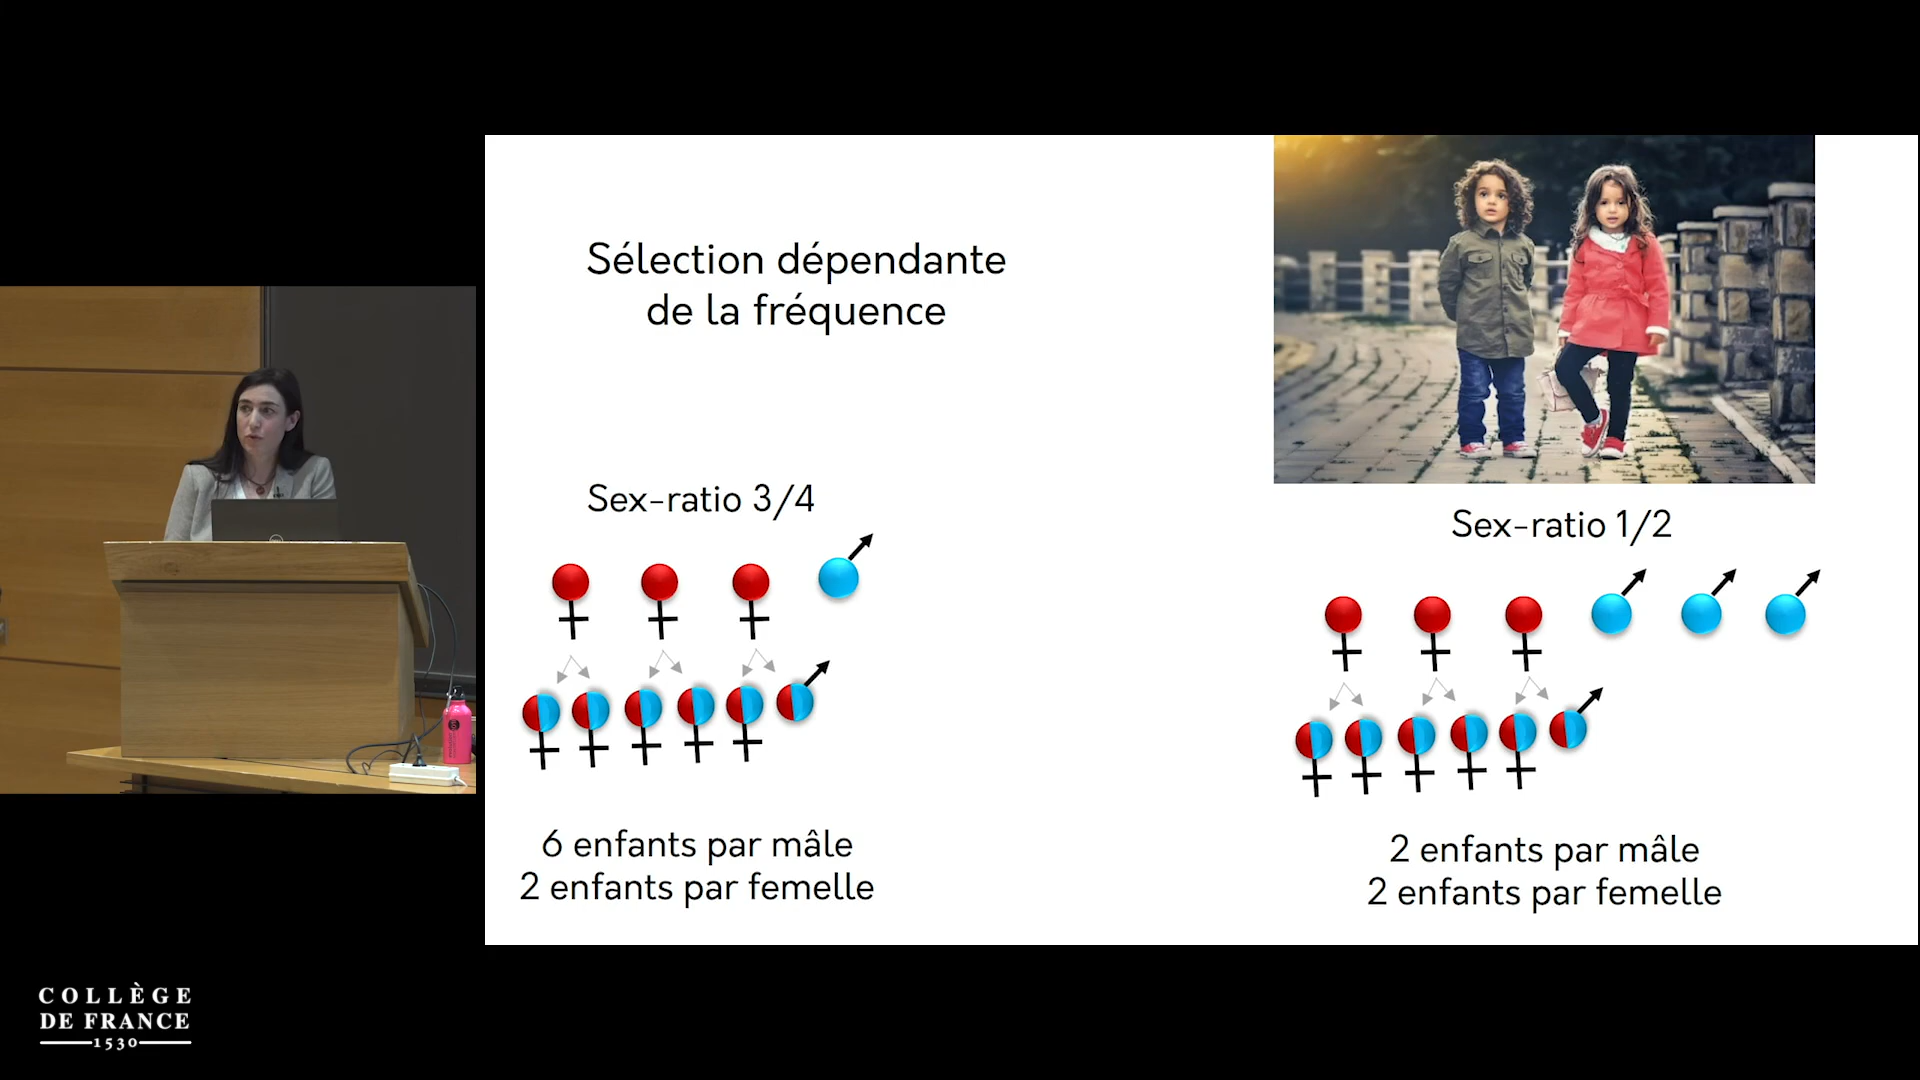 Sélection dépendante
de la fréquence
Sex-ratio 3/4
6 enfants par mâle
2 enfants par femelle
Sex-ratio 1/2
2 enfants par mâle
2 enfants par femelle
COLLÈGE
DE FRANCE
1530